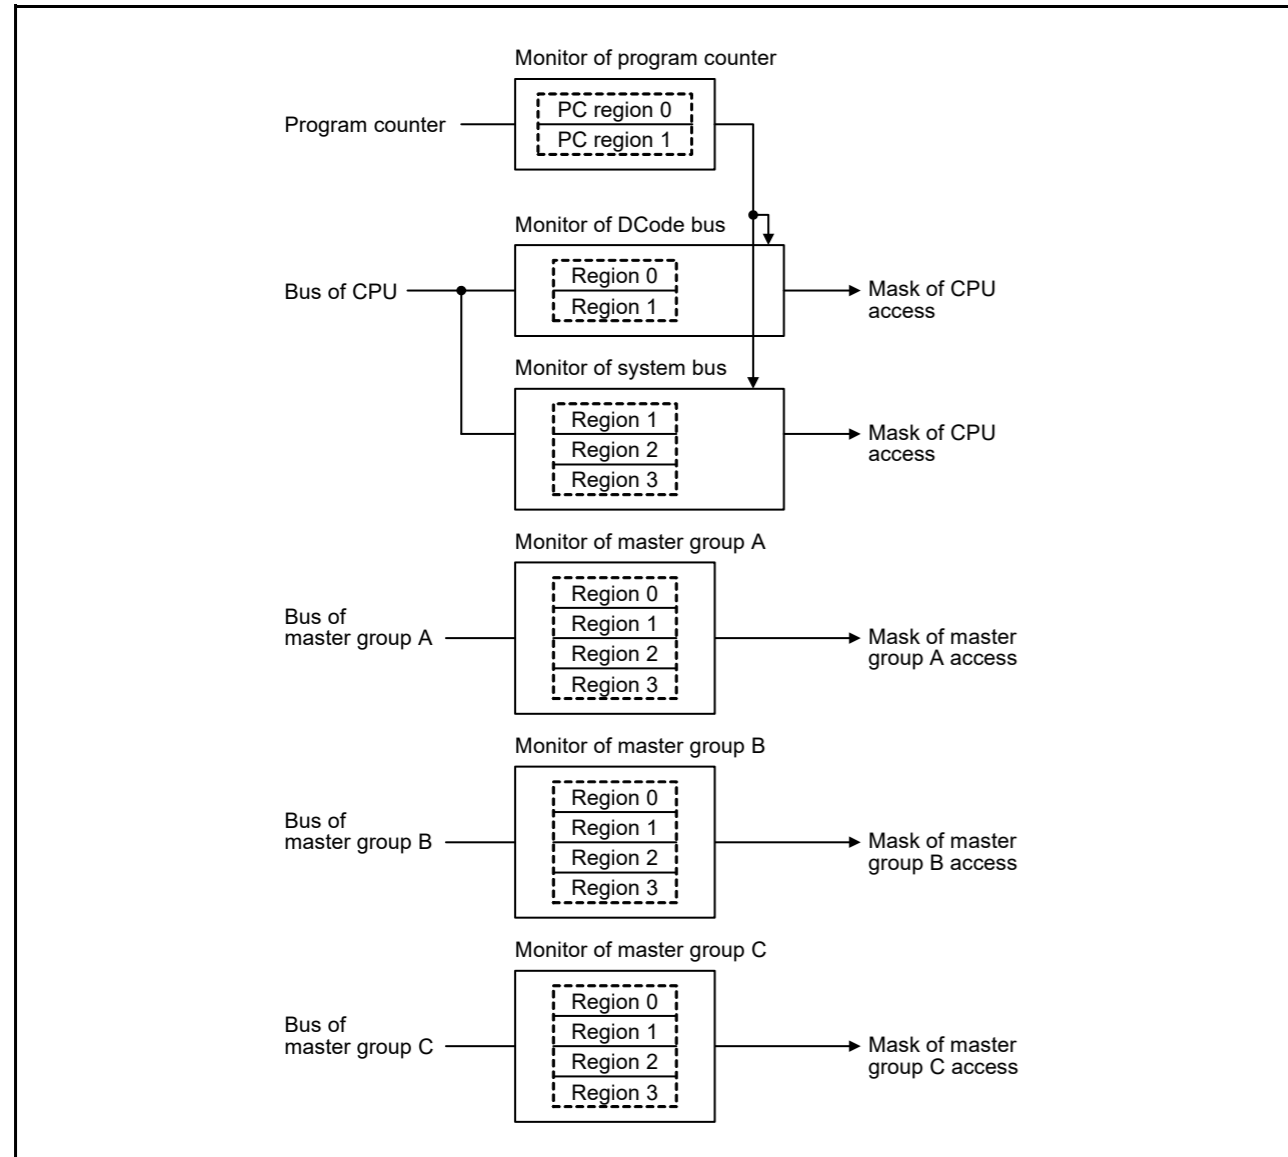 Monitor of program counter
Program counter
PC region 0
PC region 1
Monitor of DCode bus
Bus of CPU
Region 0
Region 1
Mask of CPU
access
Monitor of system bus
Region 1
Region 2
Region 3
Mask of CPU
access
Monitor of master group A
Bus of
master group A
Region 0
Region 1
Region 2
Region 3
Mask of master
group A access
Monitor of master group B
Bus of
master group B
Region 0
Region 1
Region 2
Region 3
Mask of master
group B access
Monitor of master group C
Bus of
master group C
Region 0
Region 1
Region 2
Region 3
Mask of master
group C access